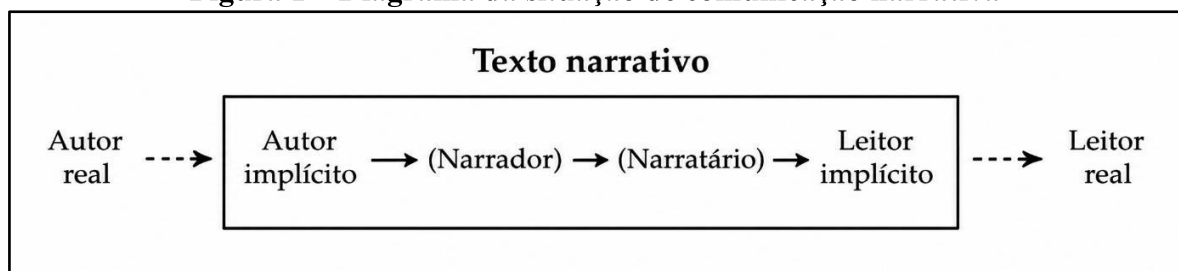 Texto narrativo
Autor real
Autor implícito
(Narrador)
(Narratário)
Leitor implícito
Leitor real